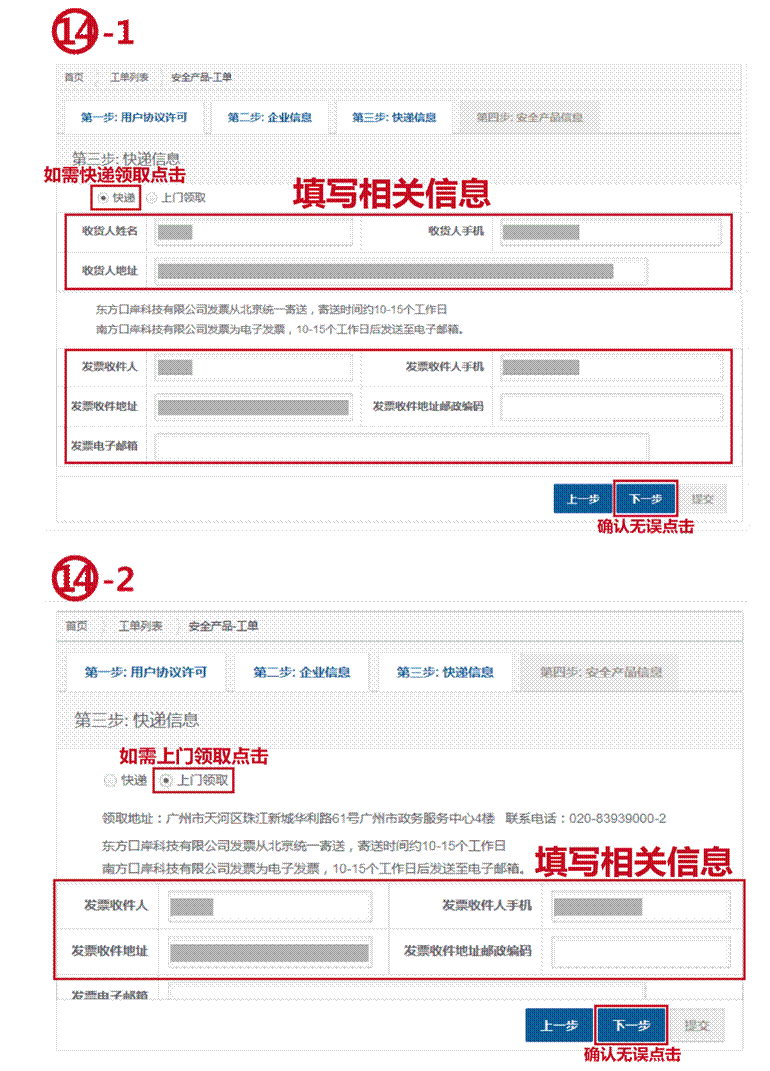 ⑭-1
首页 工单列表 安全产品-工单
第一步: 用户协议许可 第二步: 企业信息 第三步: 快递信息 第四步: 安全产品信息
第三步: 快递信息
如需快递领取点击
填写相关信息
快递 上门领取
收货人姓名 收货人手机
收货人地址
东方口岸科技有限公司发票从北京统一寄送，寄送时间约10-15个工作日
南方口岸科技有限公司发票为电子发票，10-15个工作日后发送至电子邮箱。
发票收件人 发票收件人手机
发票收件地址 发票收件地址邮政编码
发票电子邮箱
上一步 下一步 提交
确认无误点击
⑭-2
首页 工单列表 安全产品-工单
第一步: 用户协议许可 第二步: 企业信息 第三步: 快递信息 第四步: 安全产品信息
第三步: 快递信息
如需上门领取点击
快递 上门领取
领取地址：广州市天河区珠江新城华利路61号广州市政务服务中心4楼 联系电话：020-83939000-2
东方口岸科技有限公司发票从北京统一寄送，寄送时间约10-15个工作日
南方口岸科技有限公司发票为电子发票，10-15个工作日后发送至电子邮箱。
填写相关信息
发票收件人 发票收件人手机
发票收件地址 发票收件地址邮政编码
发票电子邮箱
上一步 下一步 提交
确认无误点击